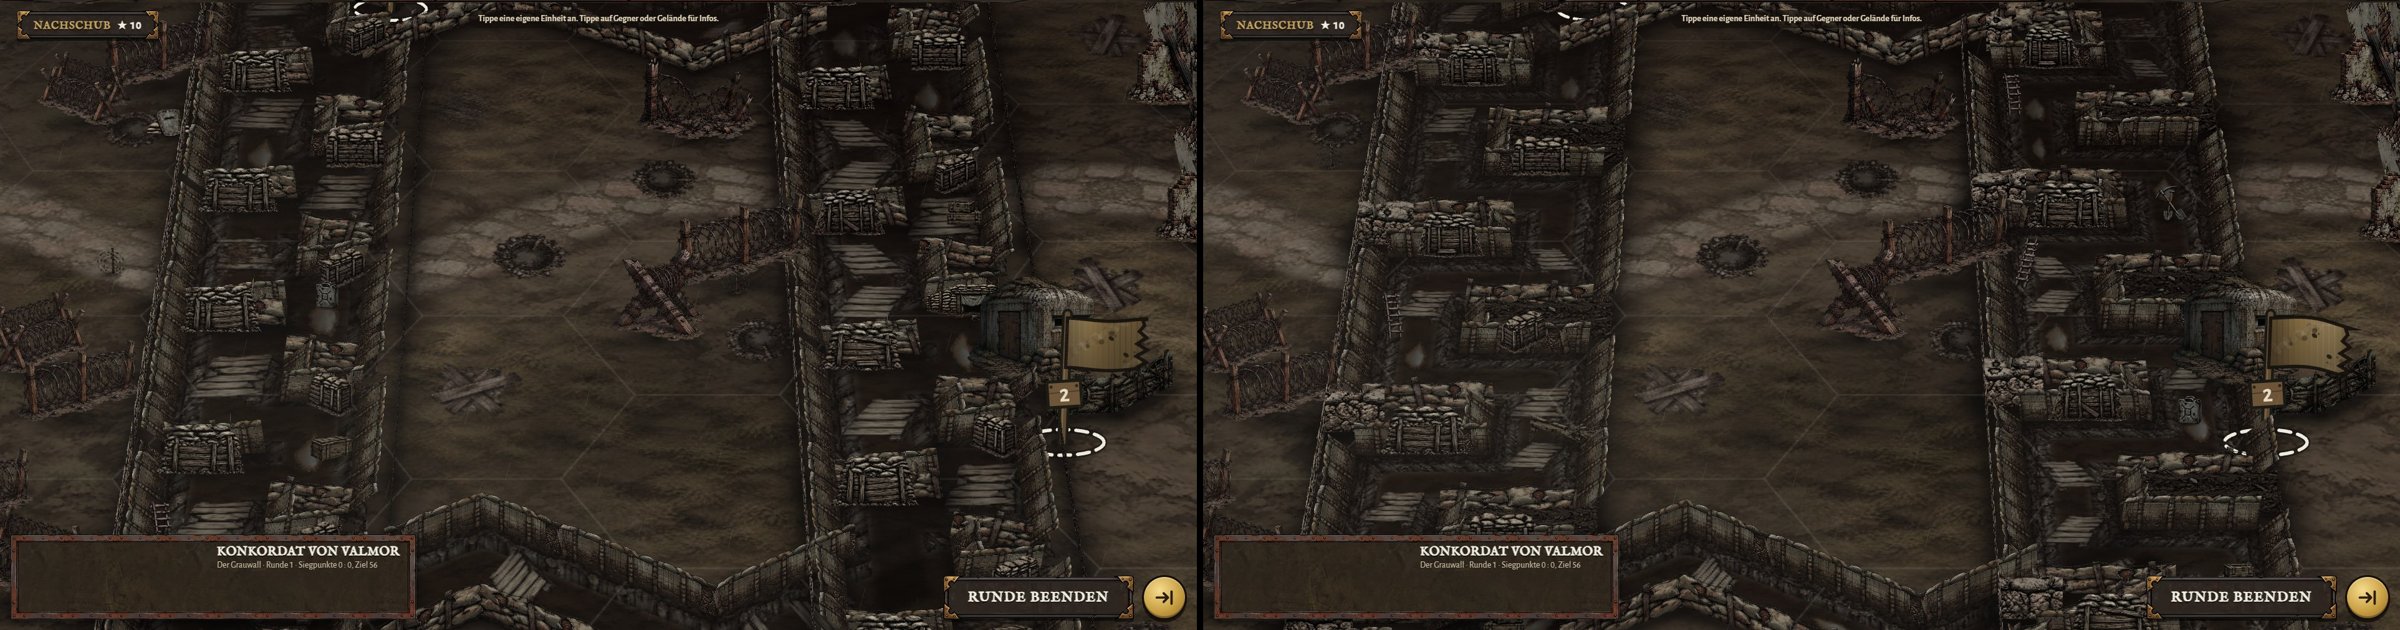 NACHSCHUB ★ 10
Tippe eine eigene Einheit an. Tippe auf Gegner oder Gelände für Infos.
2
KONKORDAT VON VALMOR
Der Grauwall · Runde 1 · Siegpunkte 0 : 0, Ziel 56
RUNDE BEENDEN
NACHSCHUB ★ 10
Tippe eine eigene Einheit an. Tippe auf Gegner oder Gelände für Infos.
2
KONKORDAT VON VALMOR
Der Grauwall · Runde 1 · Siegpunkte 0 : 0, Ziel 56
RUNDE BEENDEN